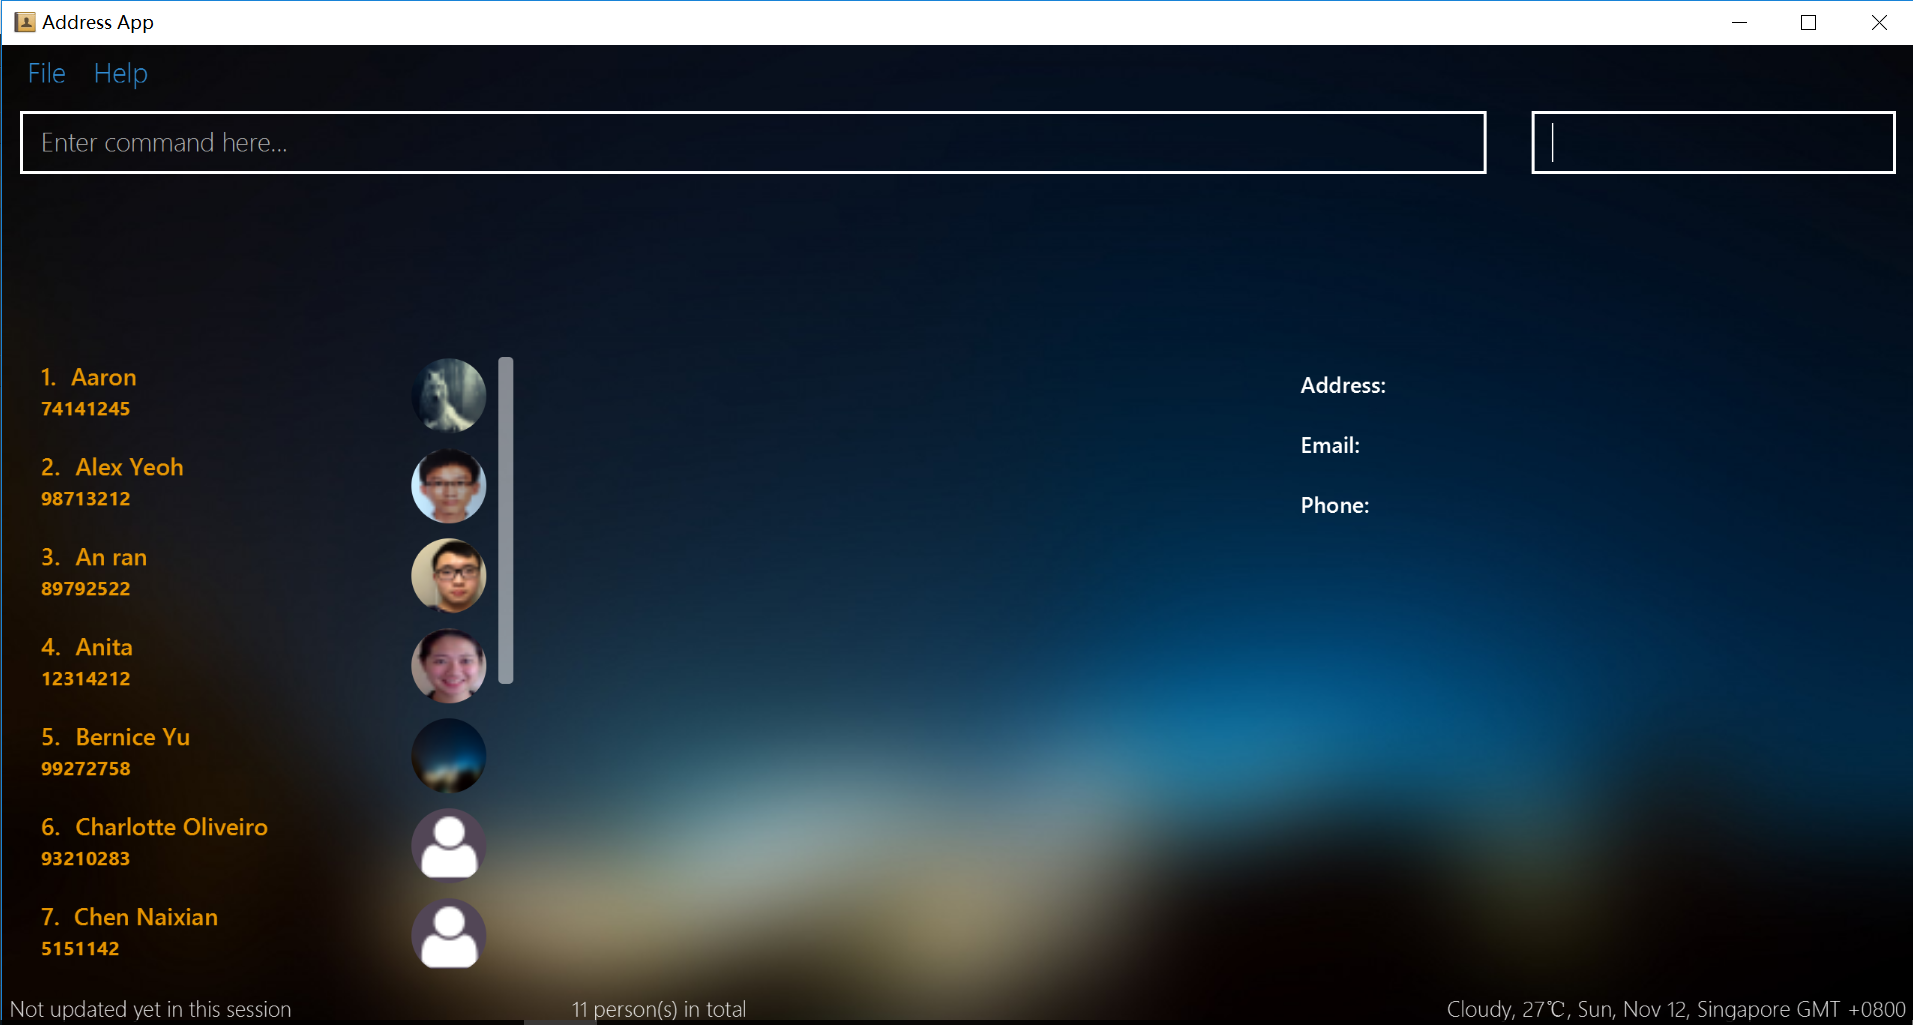 Address App
File Help
Enter command here...
1. Aaron
74141245
2. Alex Yeoh
98713212
3. An ran
89792522
4. Anita
12314212
5. Bernice Yu
99272758
6. Charlotte Oliveiro
93210283
7. Chen Naixian
5151142
Address:
Email:
Phone:
Not updated yet in this session
11 person(s) in total
Cloudy, 27℃, Sun, Nov 12, Singapore GMT +0800